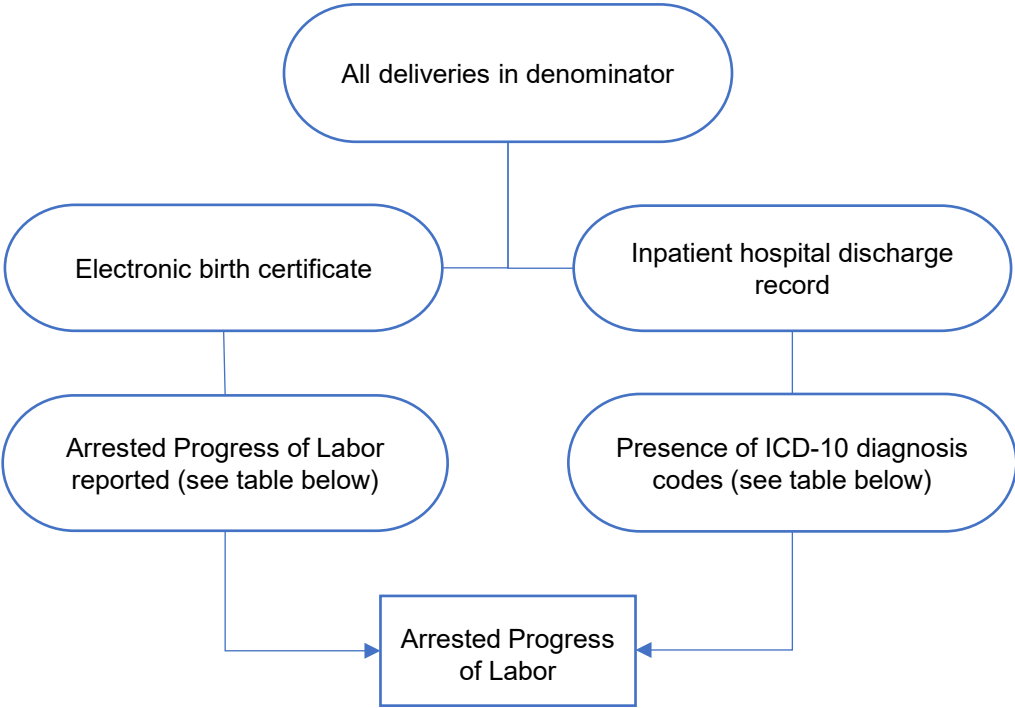 All deliveries in denominator
Electronic birth certificate
Inpatient hospital discharge
record
Arrested Progress of Labor
reported (see table below)
Presence of ICD-10 diagnosis
codes (see table below)
Arrested Progress
of Labor